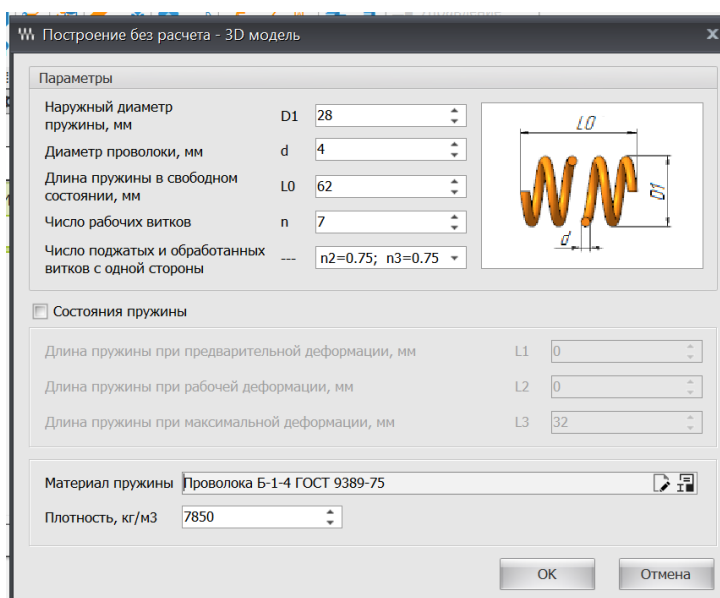 Построение без расчета - 3D модель
Параметры
Наружный диаметр
пружины, мм
D1 28
Диаметр проволоки, мм d 4
Длина пружины в свободном
состоянии, мм
L0 62
Число рабочих витков n 7
Число поджатых и обработанных
витков с одной стороны
--- n2=0.75; n3=0.75
L0
D1
d
Состояния пружины
Длина пружины при предварительной деформации, мм L1 0
Длина пружины при рабочей деформации, мм L2 0
Длина пружины при максимальной деформации, мм L3 32
Материал пружины Проволока Б-1-4 ГОСТ 9389-75
Плотность, кг/м3 7850
OK Отмена